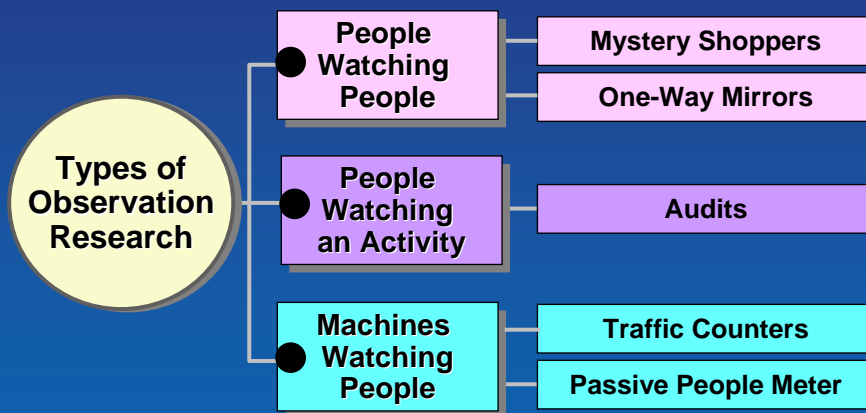 Types of
Observation
Research
People
Watching
People
Mystery Shoppers
One-Way Mirrors
People
Watching
an Activity
Audits
Machines
Watching
People
Traffic Counters
Passive People Meter